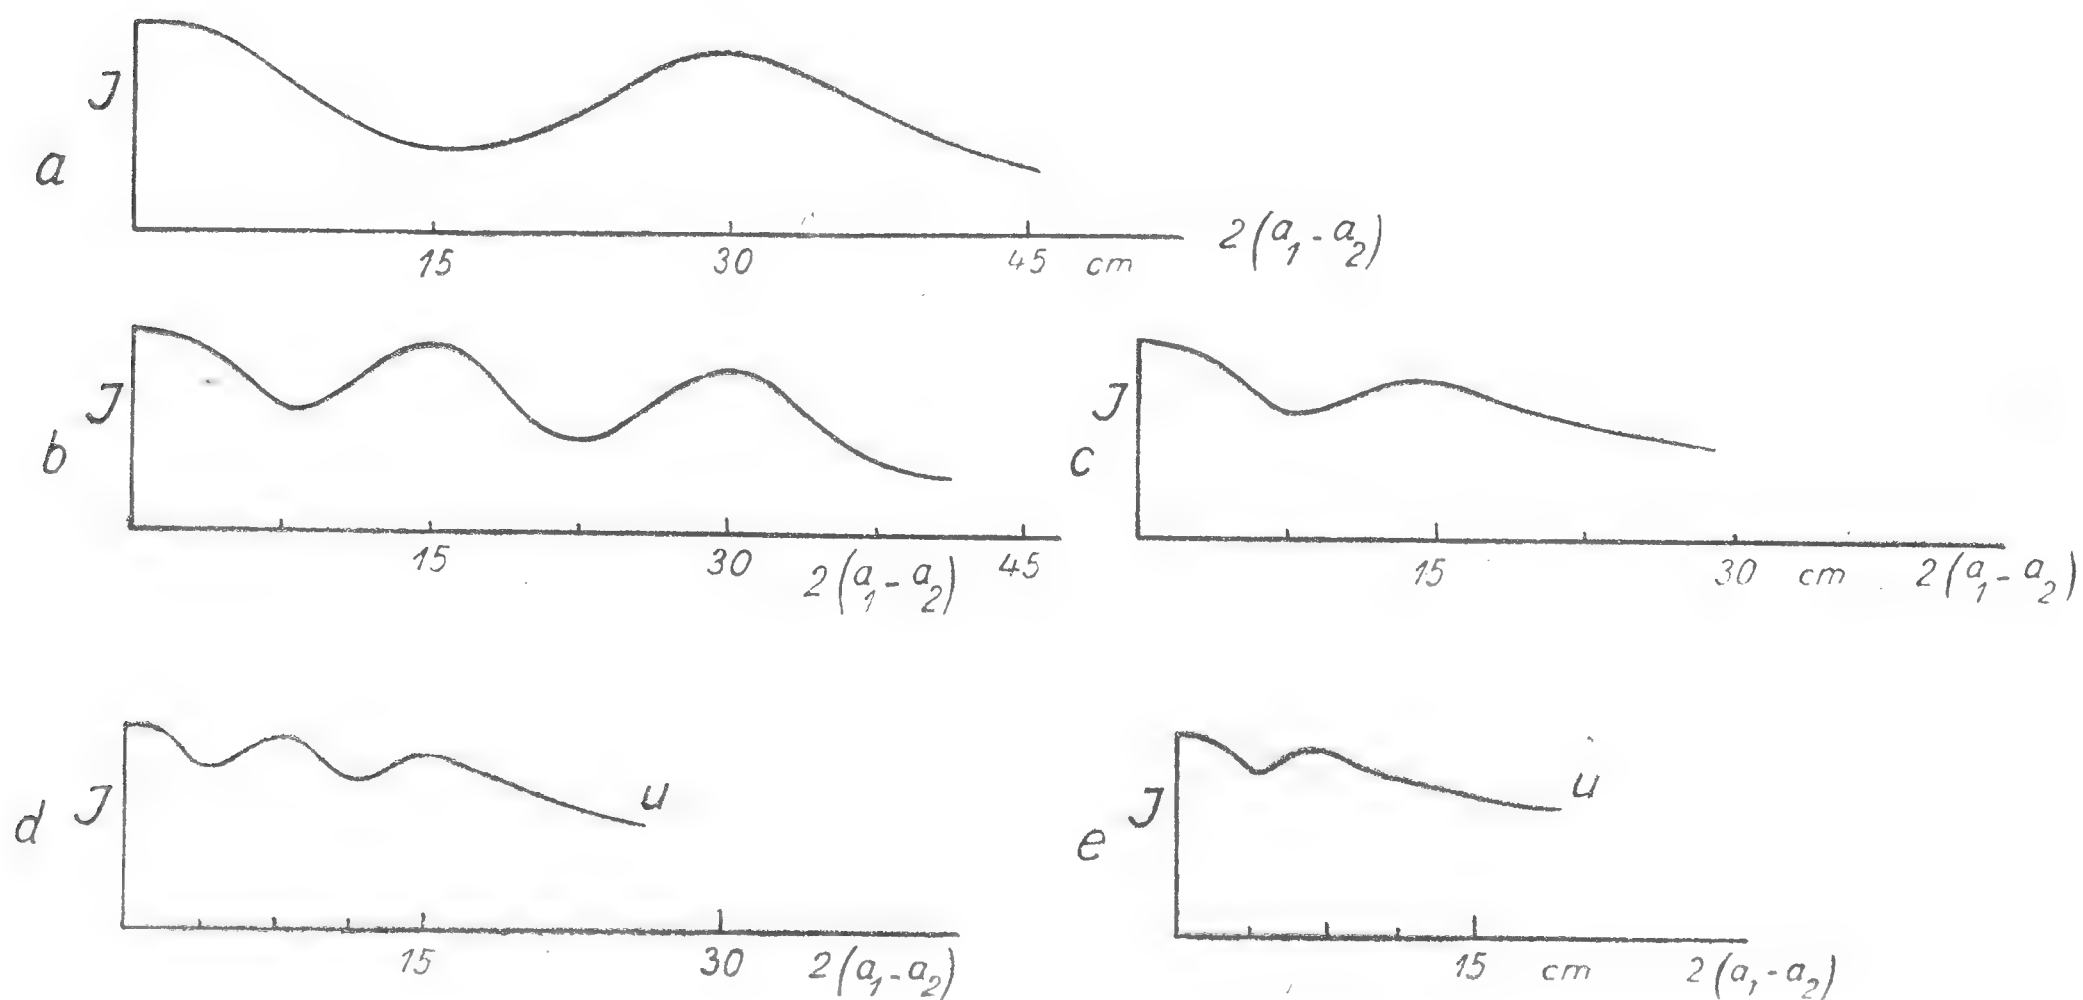 J
a
15 30 45 cm 2(a₁-a₂)
J
b
15 30 2(a₁-a₂) 45
J
c
15 30 cm 2(a₁-a₂)
d J u
15 30 2(a₁-a₂)
e J u
15 cm 2(a₁-a₂)